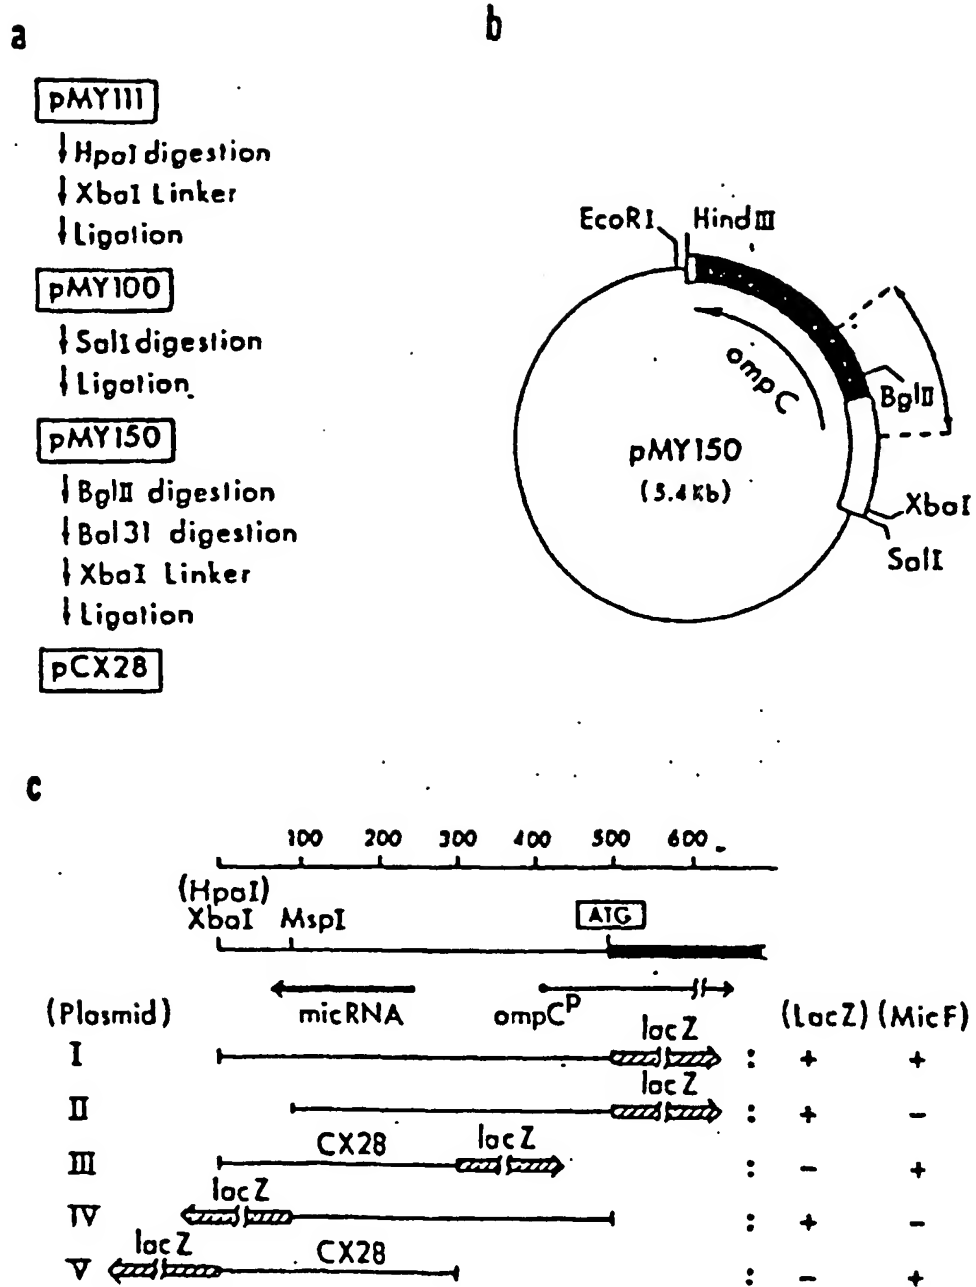 a
pMY111
↓HpaI digestion
↓XbaI Linker
↓Ligation
pMY100
↓SalI digestion
↓Ligation
pMY150
↓BglII digestion
↓Bal31 digestion
↓XbaI Linker
↓Ligation
pCX28
b
EcoRI HindIII
ompC
BglII
pMY150
(5.4Kb)
XbaI
SalI
c
100 200 300 400 500 600
(HpaI)
XbaI MspI ATG
micRNA ompCᴾ
(Plasmid) (LacZ) (MicF)
I lacZ : + +
II lacZ : + -
III CX28 lacZ : - +
IV lacZ : + -
V lacZ CX28 : - +